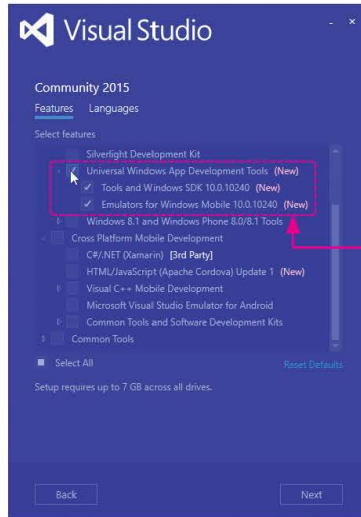 Visual Studio
Community 2015
Features Languages
Select features
Silverlight Development Kit
Universal Windows App Development Tools (New)
Tools and Windows SDK 10.0.10240 (New)
Emulators for Windows Mobile 10.0.10240 (New)
Windows 8.1 and Windows Phone 8.0/8.1 Tools
Cross Platform Mobile Development
C#/.NET (Xamarin) [3rd Party]
HTML/JavaScript (Apache Cordova) Update 1 (New)
Visual C++ Mobile Development
Microsoft Visual Studio Emulator for Android
Common Tools and Software Development Kits
Common Tools
Select All Reset Defaults
Setup requires up to 7 GB across all drives.
Back Next